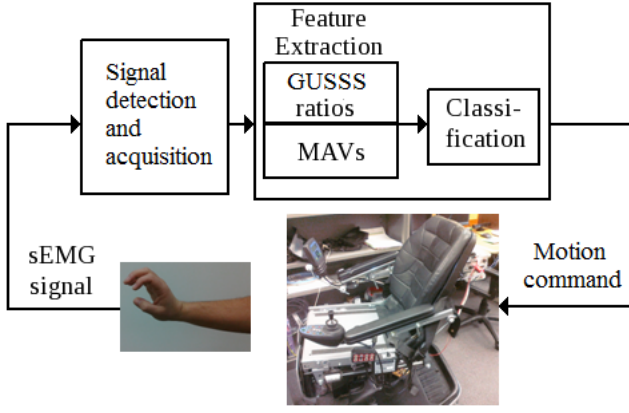 Signal
detection
and
acquisition
Feature
Extraction
GUSSS
ratios
MAVs
Classi-
fication
sEMG
signal
Motion
command